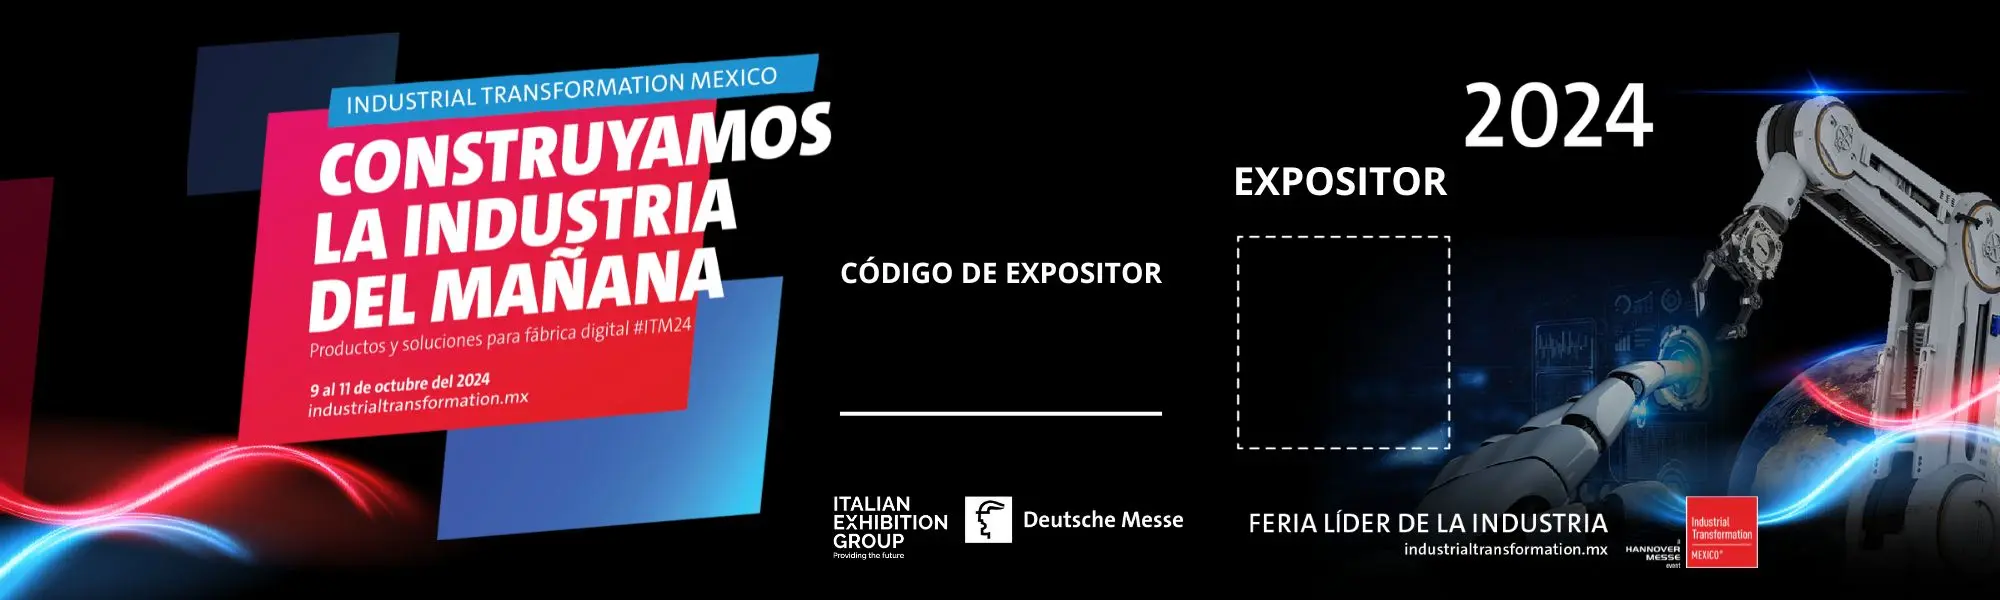 INDUSTRIAL TRANSFORMATION MEXICO
CONSTRUYAMOS
LA INDUSTRIA
DEL MAÑANA
Productos y soluciones para fábrica digital #ITM24
9 al 11 de octubre del 2024
industrialtransformation.mx
CÓDIGO DE EXPOSITOR
ITALIAN
EXHIBITION
GROUP
Providing the future
Deutsche Messe
2024
EXPOSITOR
FERIA LÍDER DE LA INDUSTRIA
industrialtransformation.mx
a
HANNOVER
MESSE
event
Industrial
Transformation
MEXICO®